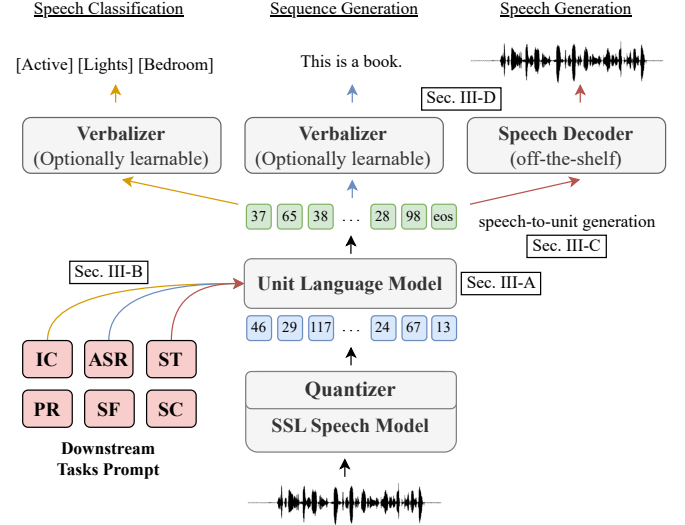 Speech Classification Sequence Generation Speech Generation
[Active] [Lights] [Bedroom] This is a book.
Sec. III-D
Verbalizer Verbalizer Speech Decoder
(Optionally learnable) (Optionally learnable) (off-the-shelf)
37 65 38 ... 28 98 eos
speech-to-unit generation
Sec. III-C
Sec. III-B
Unit Language Model Sec. III-A
46 29 117 ... 24 67 13
IC ASR ST
Quantizer
PR SF SC
SSL Speech Model
Downstream
Tasks Prompt